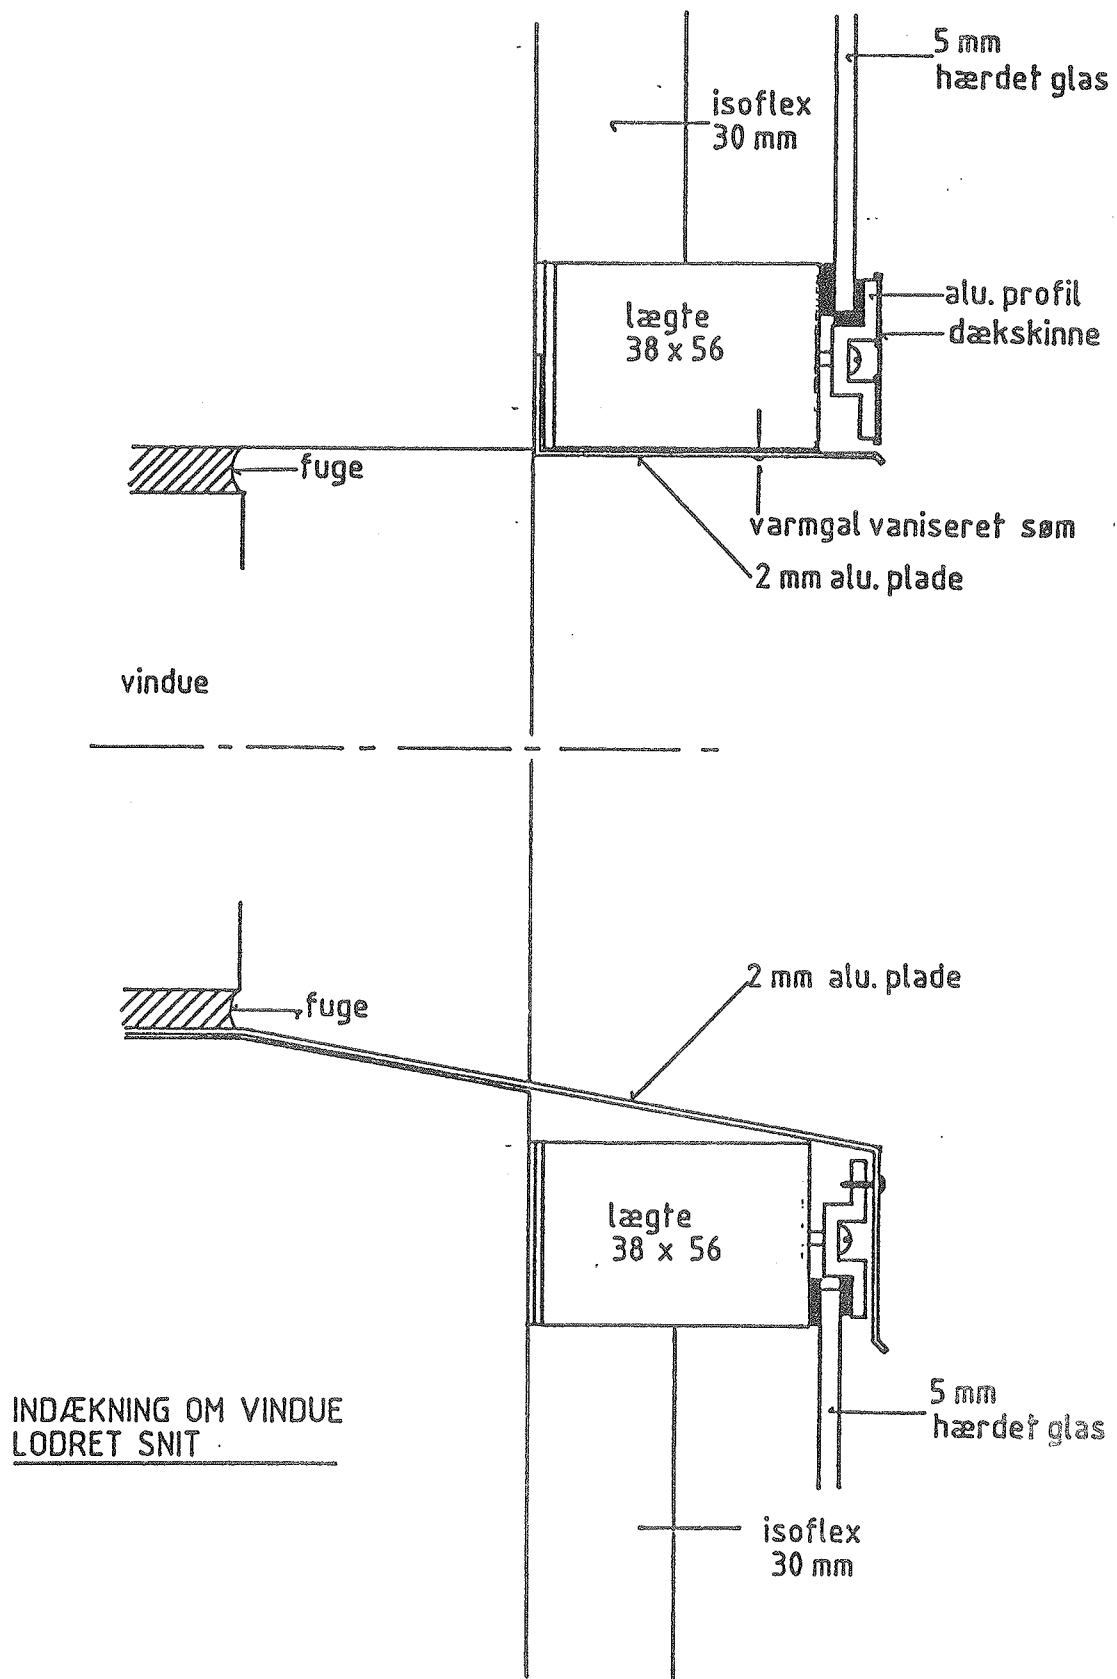 5 mm
hærdet glas
isoflex
30 mm
alu. profil
dækskinne
lægte
38 x 56
fuge
varmgal vaniseret søm
2 mm alu. plade
vindue
2 mm alu. plade
fuge
lægte
38 x 56
5 mm
hærdet glas
INDÆKNING OM VINDUE
LODRET SNIT
isoflex
30 mm